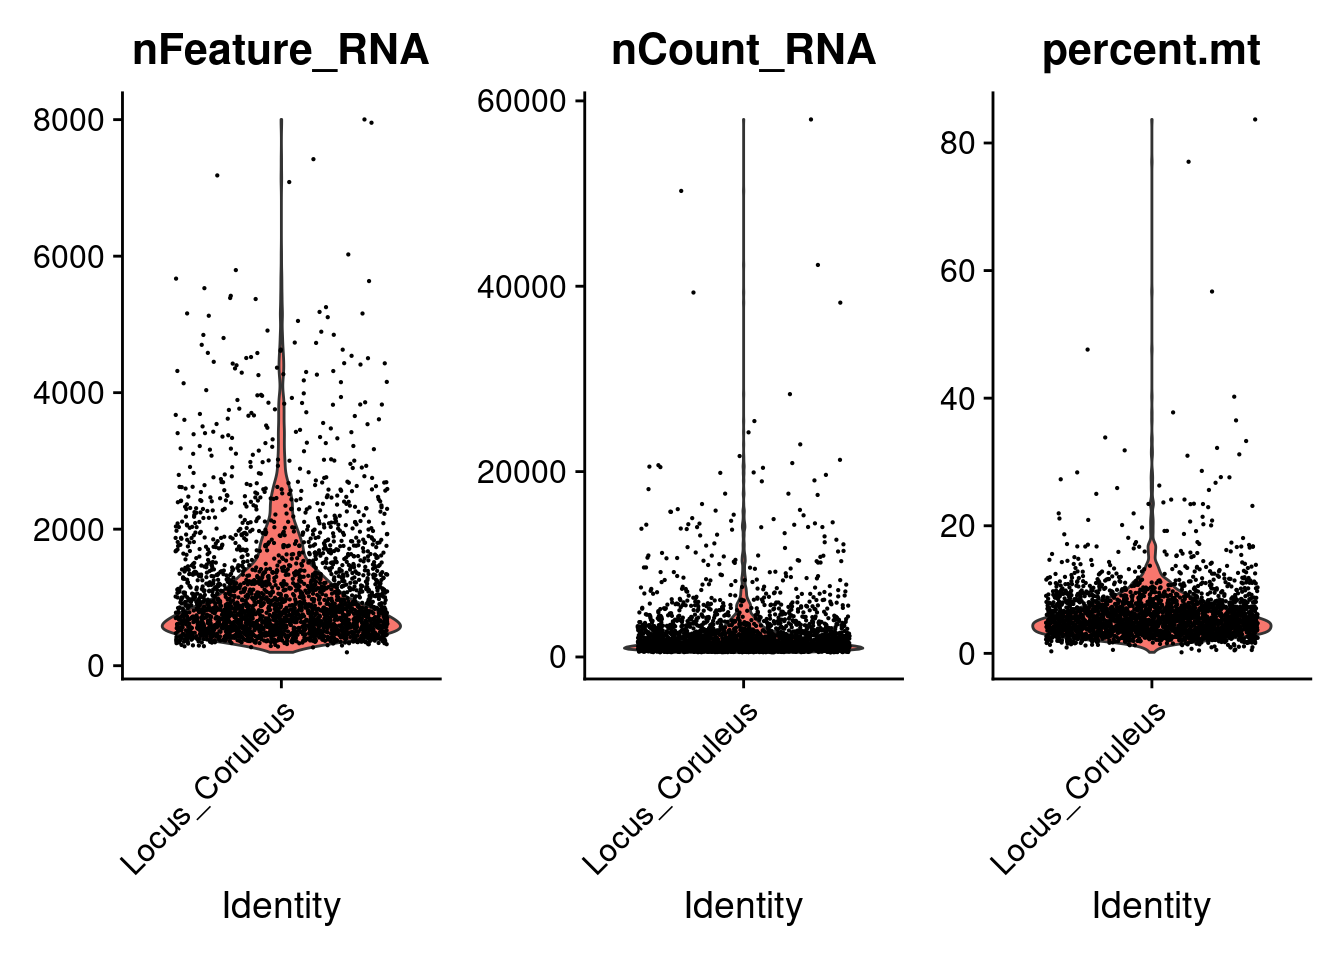 nFeature_RNA
8000
6000
4000
2000
0
Locus_Coruleus
Identity
nCount_RNA
60000
40000
20000
0
Locus_Coruleus
Identity
percent.mt
80
60
40
20
0
Locus_Coruleus
Identity